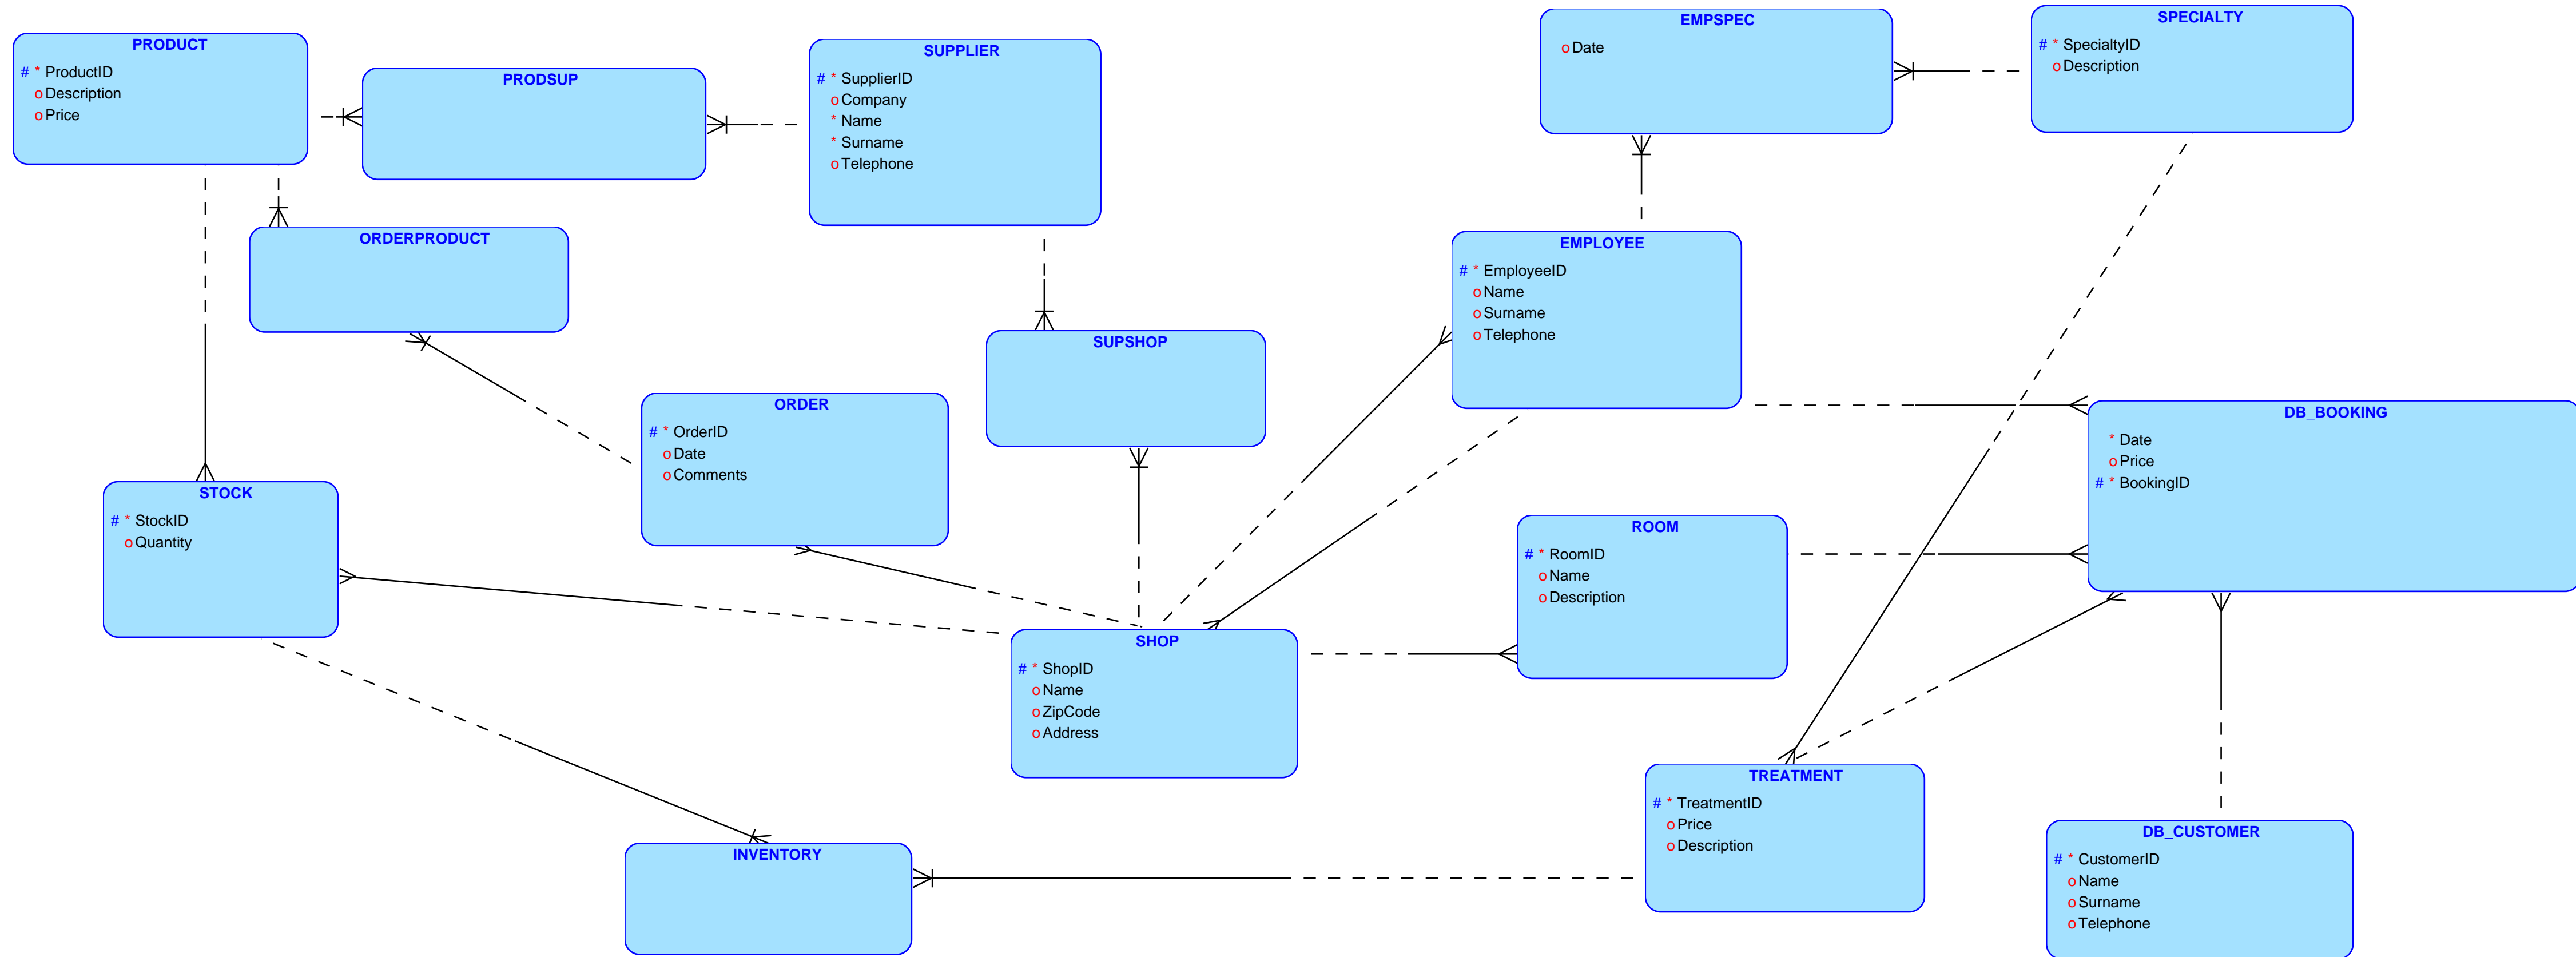 PRODUCT
# * ProductID
o Description
o Price
PRODSUP
SUPPLIER
# * SupplierID
o Company
* Name
* Surname
o Telephone
EMPSPEC
o Date
SPECIALTY
# * SpecialtyID
o Description
ORDERPRODUCT
EMPLOYEE
# * EmployeeID
o Name
o Surname
o Telephone
SUPSHOP
ORDER
# * OrderID
o Date
o Comments
DB_BOOKING
* Date
o Price
# * BookingID
STOCK
# * StockID
o Quantity
ROOM
# * RoomID
o Name
o Description
SHOP
# * ShopID
o Name
o ZipCode
o Address
TREATMENT
# * TreatmentID
o Price
o Description
DB_CUSTOMER
# * CustomerID
o Name
o Surname
o Telephone
INVENTORY